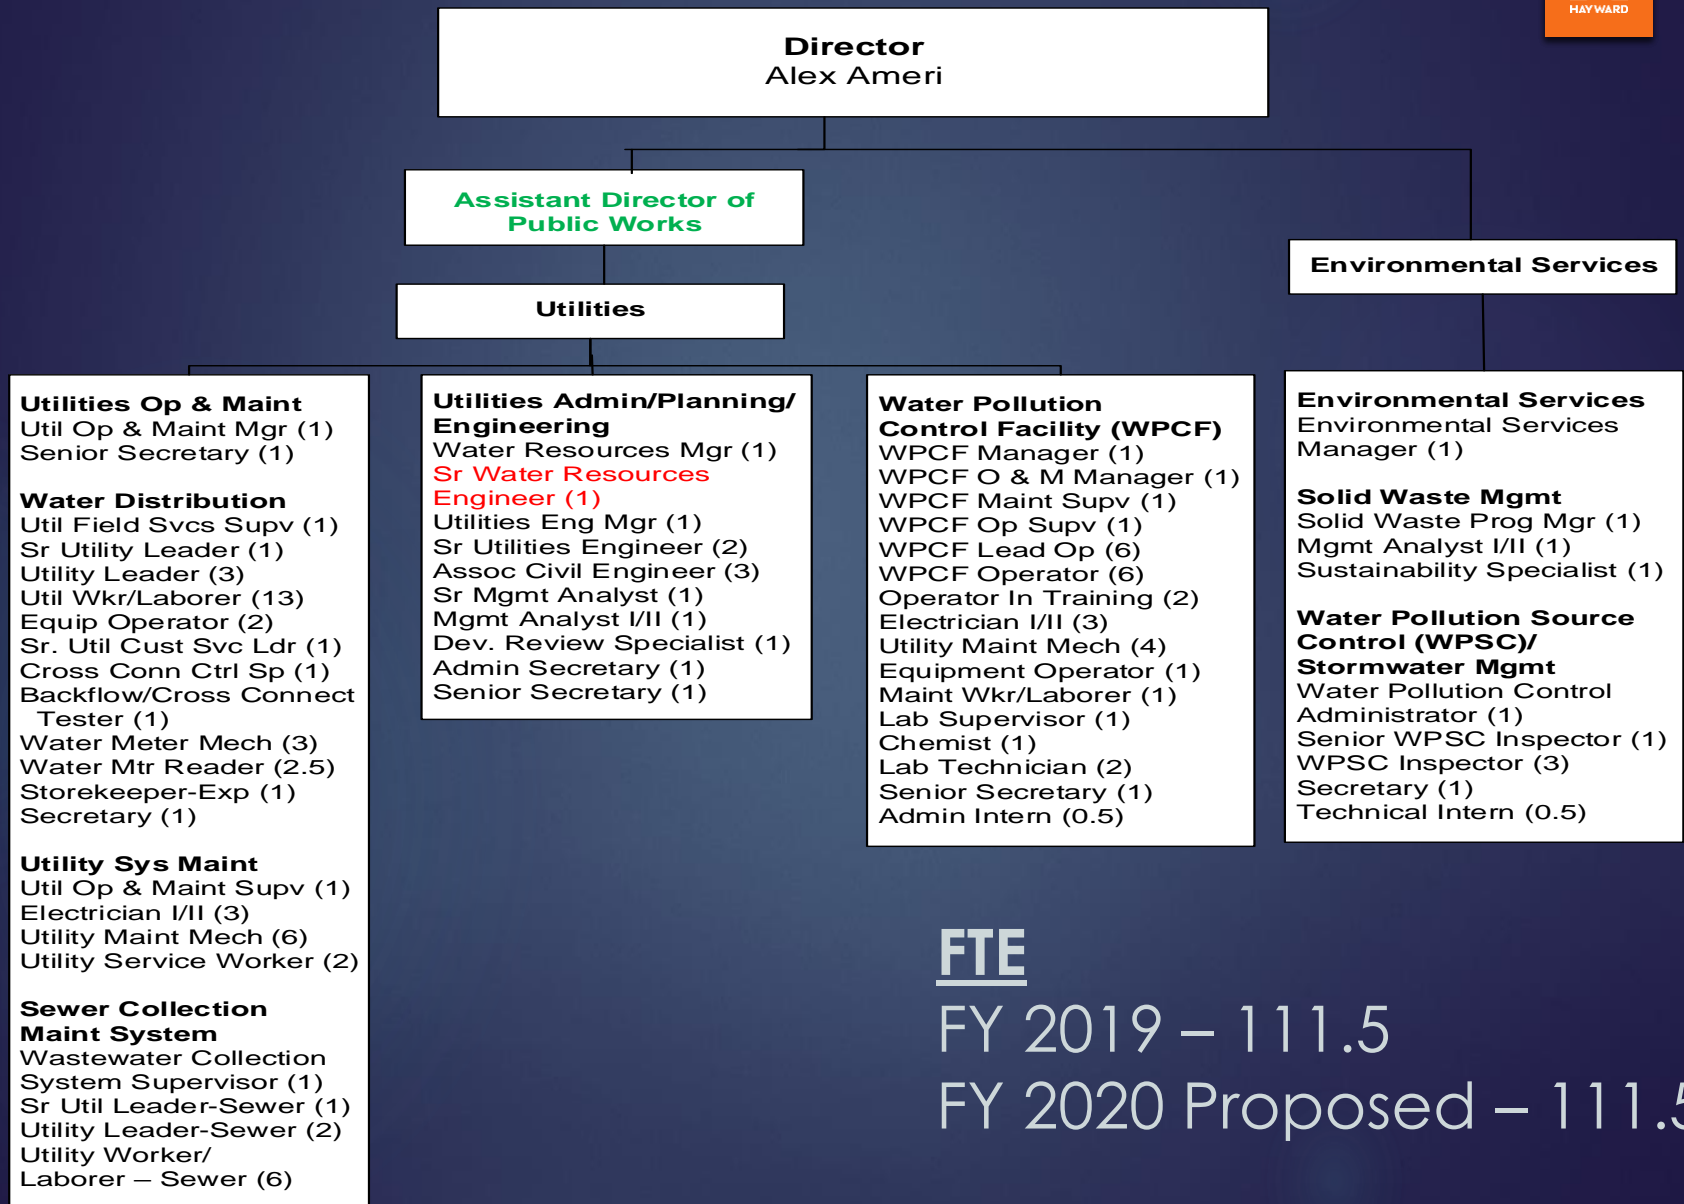 HAYWARD
Director
Alex Ameri
Assistant Director of
Public Works
Utilities
Environmental Services
Utilities Op & Maint
Util Op & Maint Mgr (1)
Senior Secretary (1)
Water Distribution
Util Field Svcs Supv (1)
Sr Utility Leader (1)
Utility Leader (3)
Util Wkr/Laborer (13)
Equip Operator (2)
Sr. Util Cust Svc Ldr (1)
Cross Conn Ctrl Sp (1)
Backflow/Cross Connect
Tester (1)
Water Meter Mech (3)
Water Mtr Reader (2.5)
Storekeeper-Exp (1)
Secretary (1)
Utility Sys Maint
Util Op & Maint Supv (1)
Electrician I/II (3)
Utility Maint Mech (6)
Utility Service Worker (2)
Sewer Collection
Maint System
Wastewater Collection
System Supervisor (1)
Sr Util Leader-Sewer (1)
Utility Leader-Sewer (2)
Utility Worker/
Laborer – Sewer (6)
Utilities Admin/Planning/
Engineering
Water Resources Mgr (1)
Sr Water Resources
Engineer (1)
Utilities Eng Mgr (1)
Sr Utilities Engineer (2)
Assoc Civil Engineer (3)
Sr Mgmt Analyst (1)
Mgmt Analyst I/II (1)
Dev. Review Specialist (1)
Admin Secretary (1)
Senior Secretary (1)
Water Pollution
Control Facility (WPCF)
WPCF Manager (1)
WPCF O & M Manager (1)
WPCF Maint Supv (1)
WPCF Op Supv (1)
WPCF Lead Op (6)
WPCF Operator (6)
Operator In Training (2)
Electrician I/II (3)
Utility Maint Mech (4)
Equipment Operator (1)
Maint Wkr/Laborer (1)
Lab Supervisor (1)
Chemist (1)
Lab Technician (2)
Senior Secretary (1)
Admin Intern (0.5)
Environmental Services
Environmental Services
Manager (1)
Solid Waste Mgmt
Solid Waste Prog Mgr (1)
Mgmt Analyst I/II (1)
Sustainability Specialist (1)
Water Pollution Source
Control (WPSC)/
Stormwater Mgmt
Water Pollution Control
Administrator (1)
Senior WPSC Inspector (1)
WPSC Inspector (3)
Secretary (1)
Technical Intern (0.5)
FTE
FY 2019 – 111.5
FY 2020 Proposed – 111.5